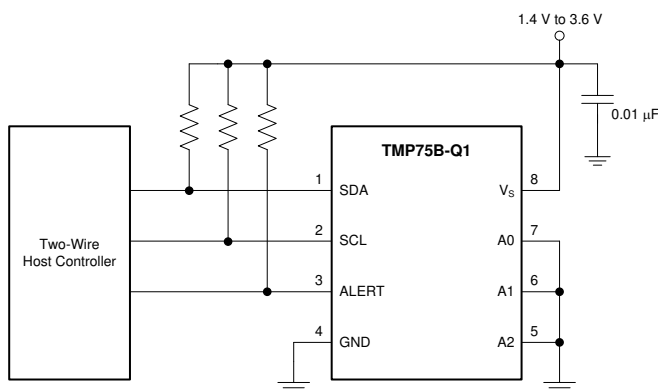 1.4 V to 3.6 V
0.01 µF
TMP75B-Q1
Two-Wire
Host Controller
1 SDA
2 SCL
3 ALERT
4 GND
V_S 8
A0 7
A1 6
A2 5